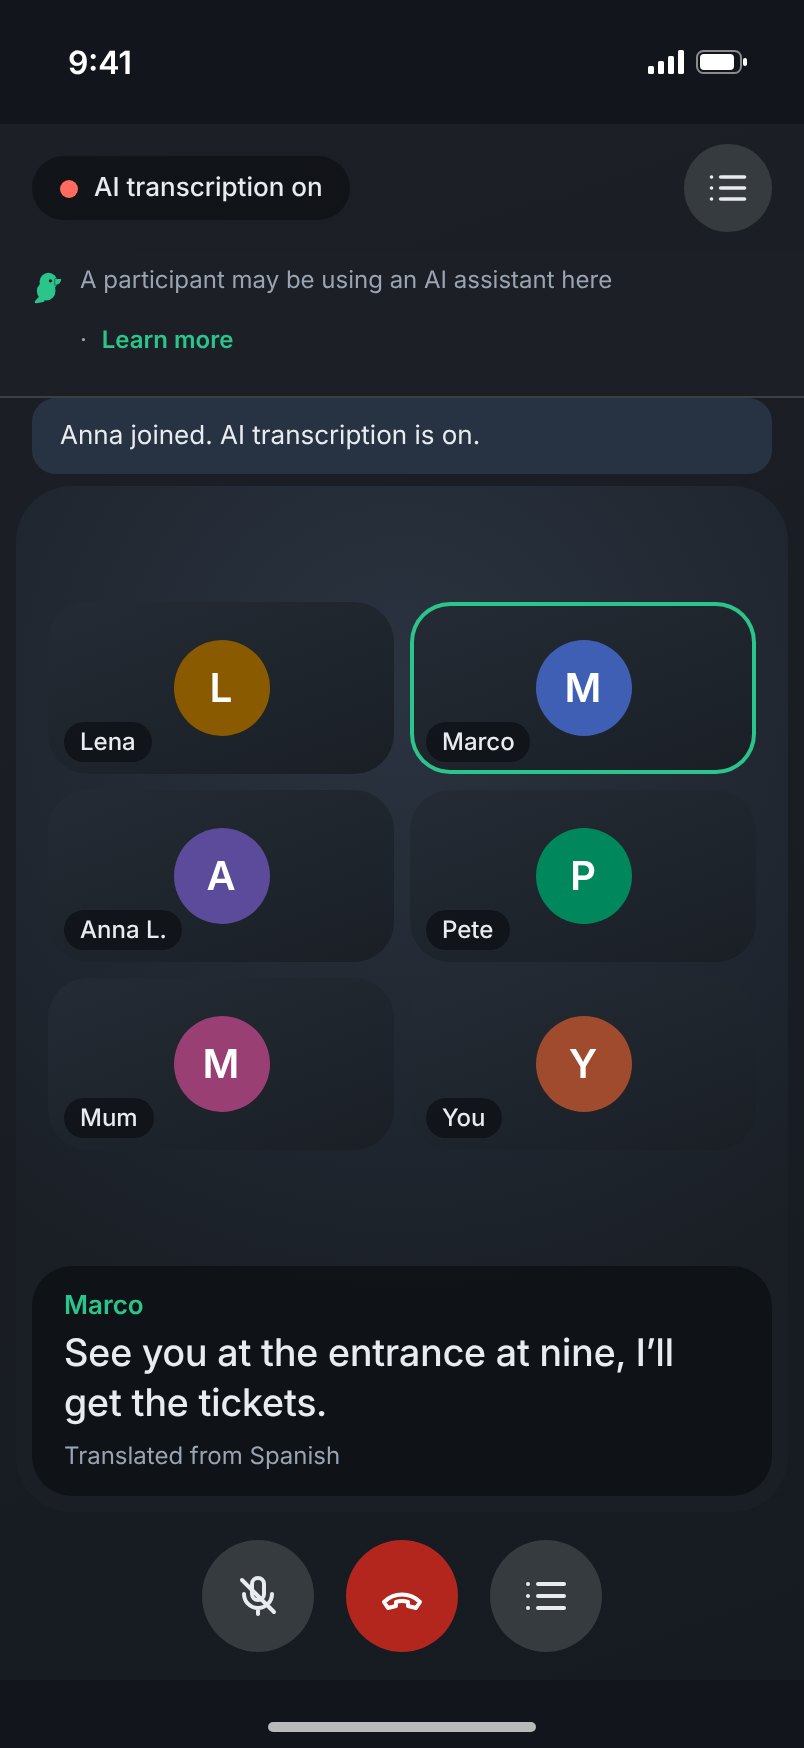 9:41
AI transcription on
A participant may be using an AI assistant here
· Learn more
Anna joined. AI transcription is on.
L
Lena
M
Marco
A
Anna L.
P
Pete
M
Mum
Y
You
Marco
See you at the entrance at nine, I’ll
get the tickets.
Translated from Spanish